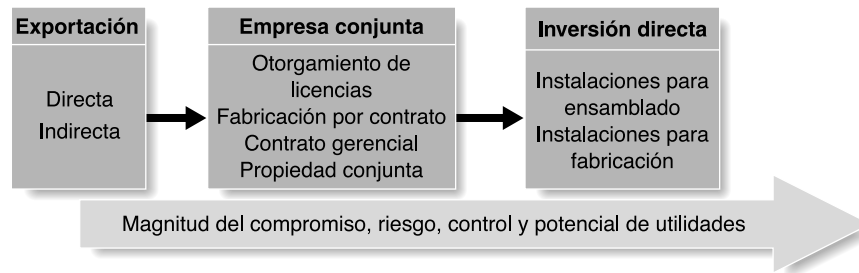 Exportación
Directa
Indirecta
Empresa conjunta
Otorgamiento de
licencias
Fabricación por contrato
Contrato gerencial
Propiedad conjunta
Inversión directa
Instalaciones para
ensamblado
Instalaciones para
fabricación
Magnitud del compromiso, riesgo, control y potencial de utilidades